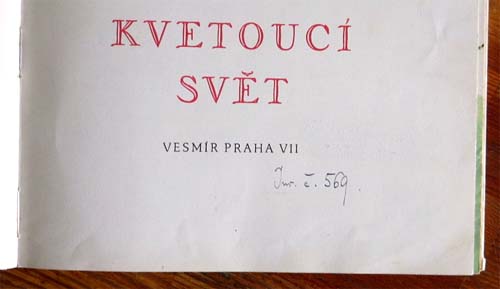 KVETOUCÍ
SVĚT
VESMÍR PRAHA VII
Inv. č. 569.